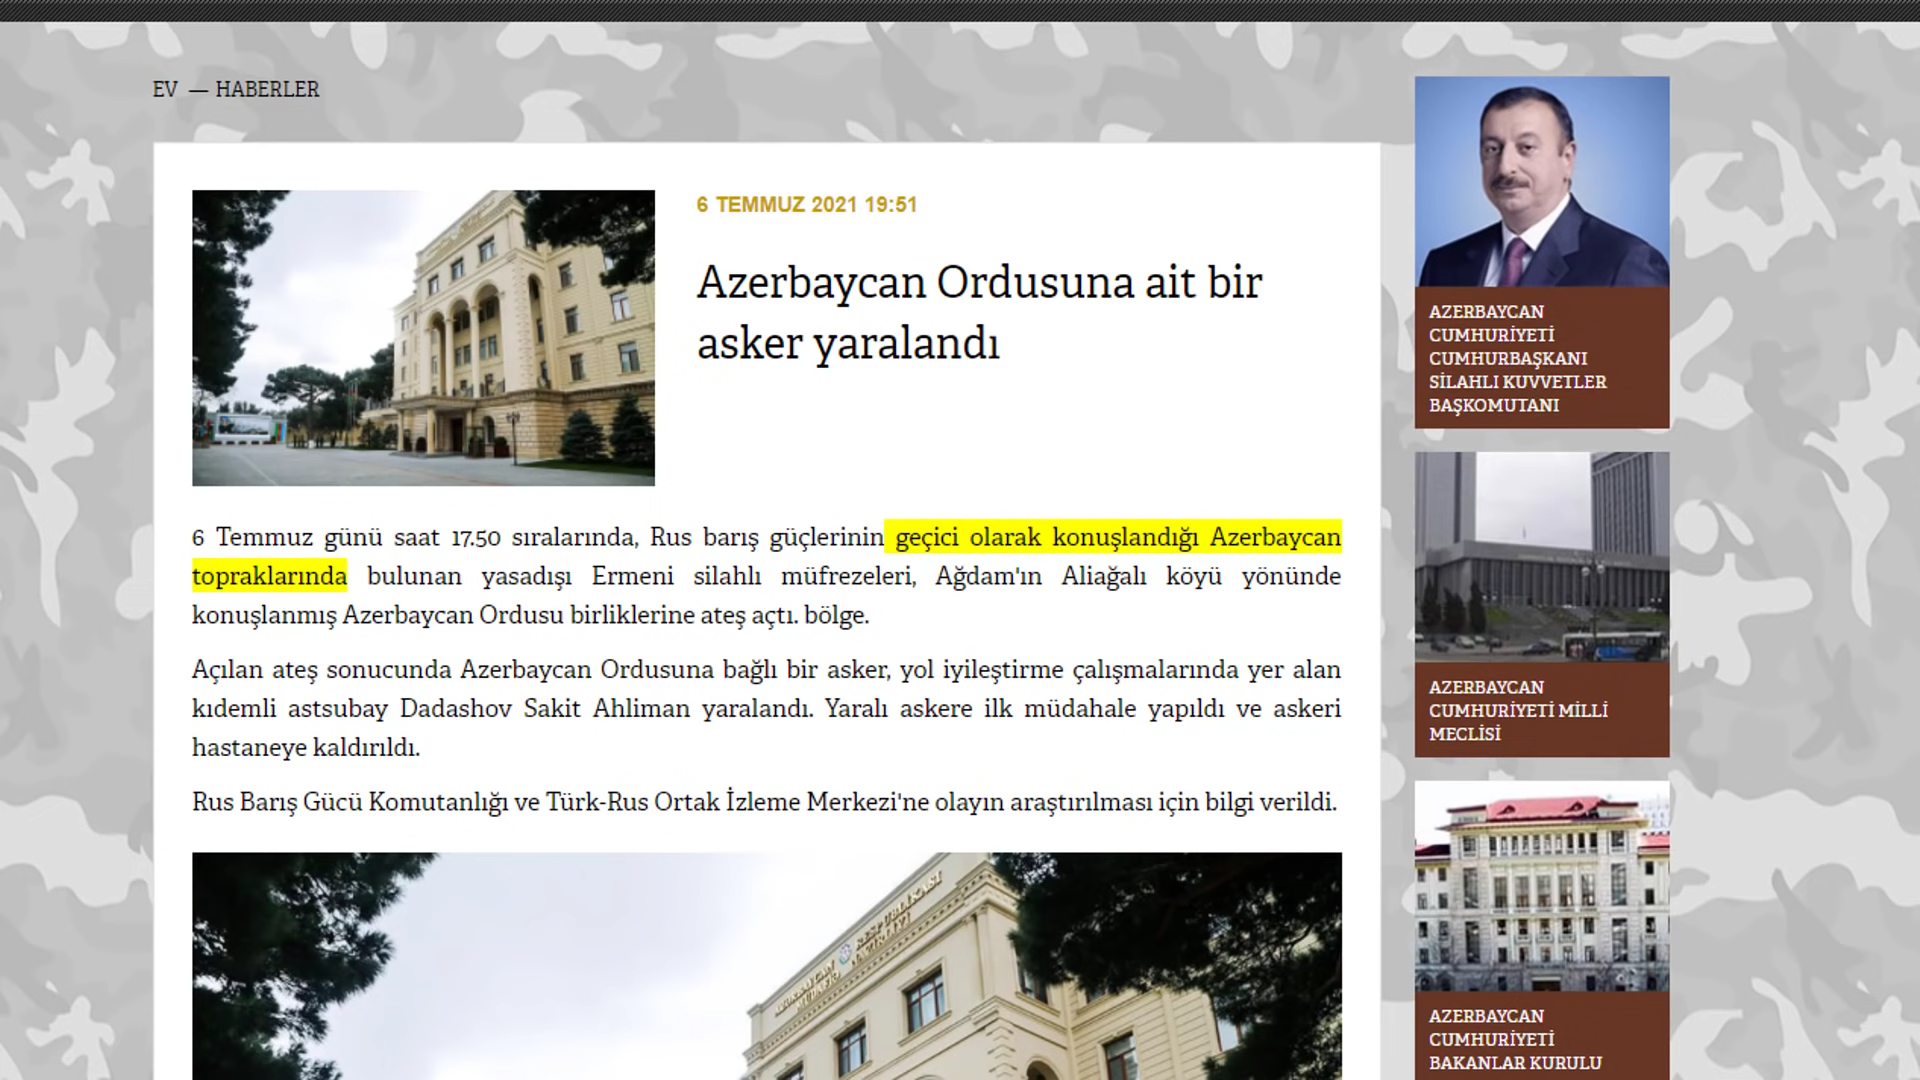 EV — HABERLER
6 TEMMUZ 2021 19:51
Azerbaycan Ordusuna ait bir
asker yaralandı
6 Temmuz günü saat 17.50 sıralarında, Rus barış güçlerinin geçici olarak konuşlandığı Azerbaycan
topraklarında bulunan yasadışı Ermeni silahlı müfrezeleri, Ağdam'ın Aliağalı köyü yönünde
konuşlanmış Azerbaycan Ordusu birliklerine ateş açtı. bölge.
Açılan ateş sonucunda Azerbaycan Ordusuna bağlı bir asker, yol iyileştirme çalışmalarında yer alan
kıdemli astsubay Dadashov Sakit Ahliman yaralandı. Yaralı askere ilk müdahale yapıldı ve askeri
hastaneye kaldırıldı.
Rus Barış Gücü Komutanlığı ve Türk-Rus Ortak İzleme Merkezi'ne olayın araştırılması için bilgi verildi.
AZERBAYCAN
CUMHURİYETİ
CUMHURBAŞKANI
SİLAHLI KUVVETLER
BAŞKOMUTANI
AZERBAYCAN
CUMHURİYETİ MİLLİ
MECLİSİ
AZERBAYCAN
CUMHURİYETİ
BAKANLAR KURULU